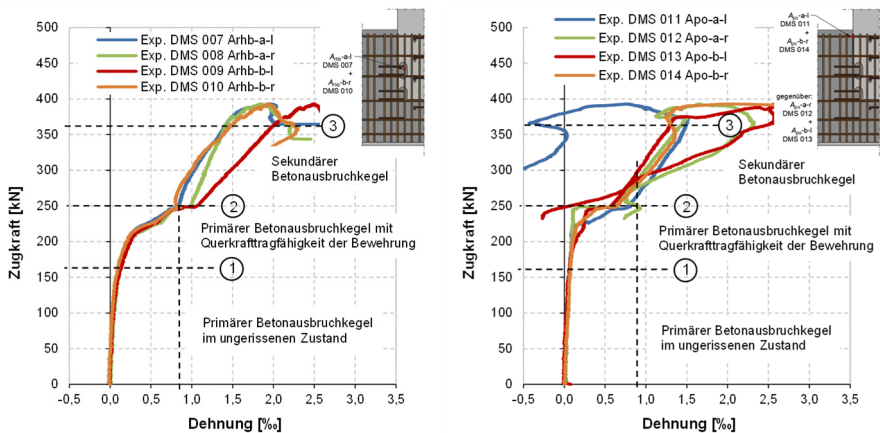 Exp. DMS 007 Arhb-a-l
Exp. DMS 008 Arhb-a-r
Exp. DMS 009 Arhb-b-l
Exp. DMS 010 Arhb-b-r
Arhb-a-l
DMS 007
+
Arhb-b-r
DMS 010
500
450
400
350
300
250
200
150
100
50
0
Zugkraft [kN]
3
Sekundärer
Betonausbruchkegel
2
Primärer Betonausbruchkegel mit
Querkrafttragfähigkeit der Bewehrung
1
Primärer Betonausbruchkegel
im ungerissenen Zustand
-0,5 0,0 0,5 1,0 1,5 2,0 2,5 3,0 3,5
Dehnung [‰]
Exp. DMS 011 Apo-a-l
Exp. DMS 012 Apo-a-r
Exp. DMS 013 Apo-b-l
Exp. DMS 014 Apo-b-r
Apo-a-l
DMS 011
+
Apo-b-r
DMS 014
gegenüber:
Apo-a-r
DMS 012
+
Apo-b-l
DMS 013
500
450
400
350
300
250
200
150
100
50
0
Zugkraft [kN]
3
Sekundärer
Betonausbruchkegel
2
Primärer Betonausbruchkegel mit
Querkrafttragfähigkeit der Bewehrung
1
Primärer Betonausbruchkegel
im ungerissenen Zustand
-0,5 0,0 0,5 1,0 1,5 2,0 2,5 3,0 3,5
Dehnung [‰]